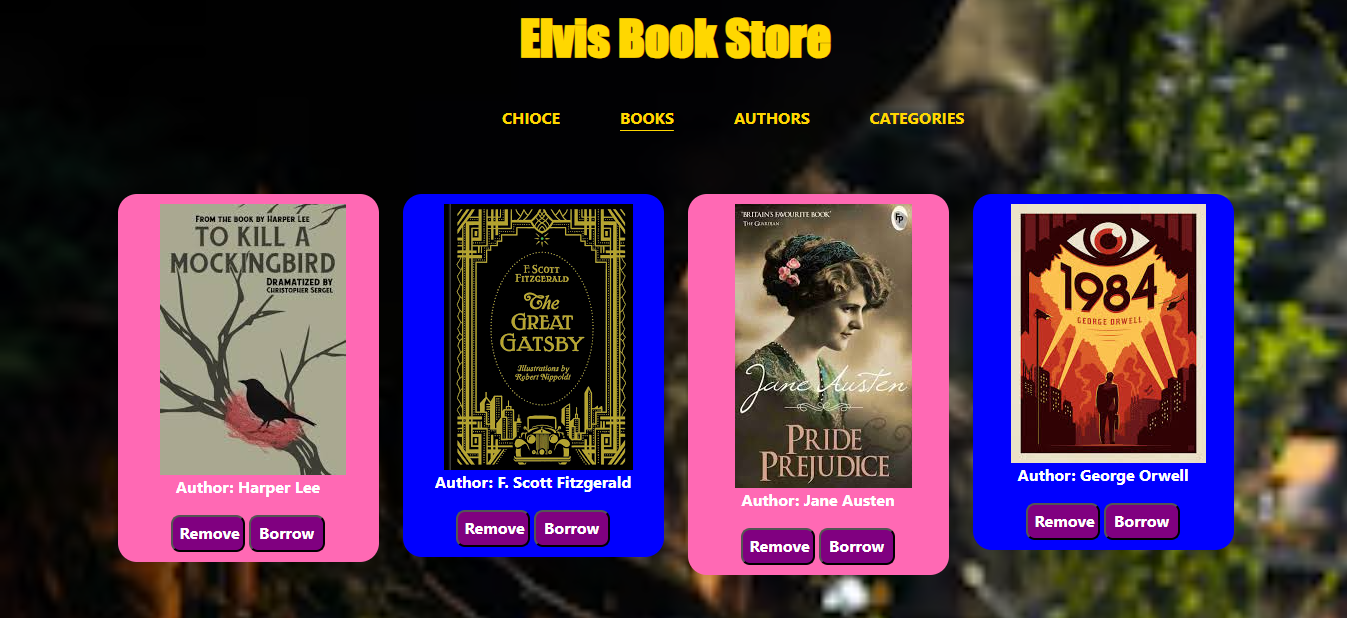 Elvis Book Store
CHIOCE BOOKS AUTHORS CATEGORIES
FROM THE BOOK BY HARPER LEE
TO KILL A
MOCKINGBIRD
DRAMATIZED BY
CHRISTOPHER SERGEL
Author: Harper Lee
Remove Borrow
F. SCOTT
FITZGERALD
The
GREAT
GATSBY
Illustrations by
Robert Nippoldt
Author: F. Scott Fitzgerald
Remove Borrow
"BRITAIN'S FAVOURITE BOOK"
THE GUARDIAN
Fp
Jane Austen
PRIDE
PREJUDICE
Author: Jane Austen
Remove Borrow
1984
GEORGE ORWELL
Author: George Orwell
Remove Borrow